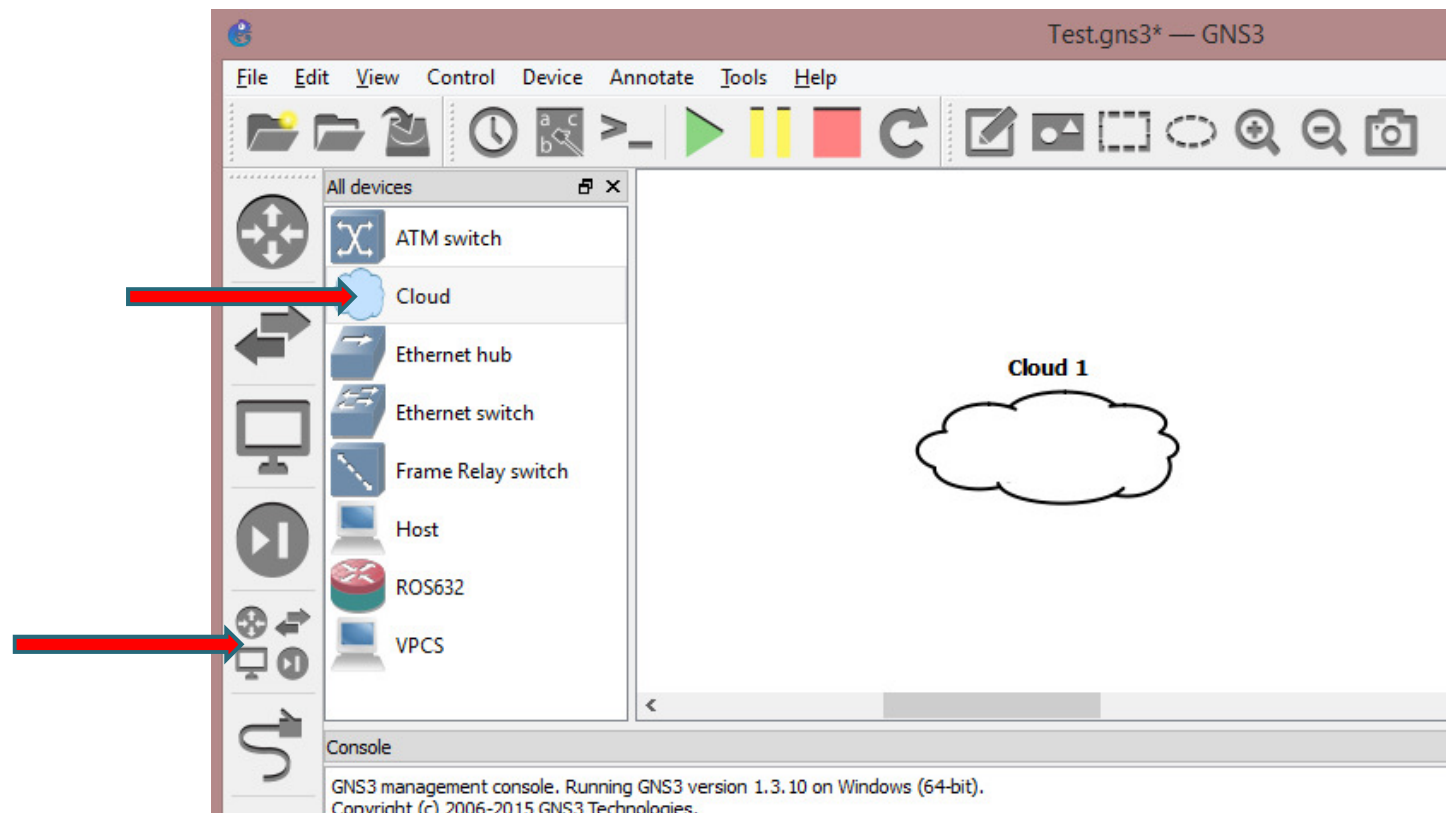 Test.gns3* — GNS3
File Edit View Control Device Annotate Tools Help
a c
b
All devices
ATM switch
Cloud
Ethernet hub
Ethernet switch
Frame Relay switch
Host
ROS632
VPCS
Cloud 1
Console
GNS3 management console. Running GNS3 version 1.3.10 on Windows (64-bit).
Copyright (c) 2006-2015 GNS3 Technologies.